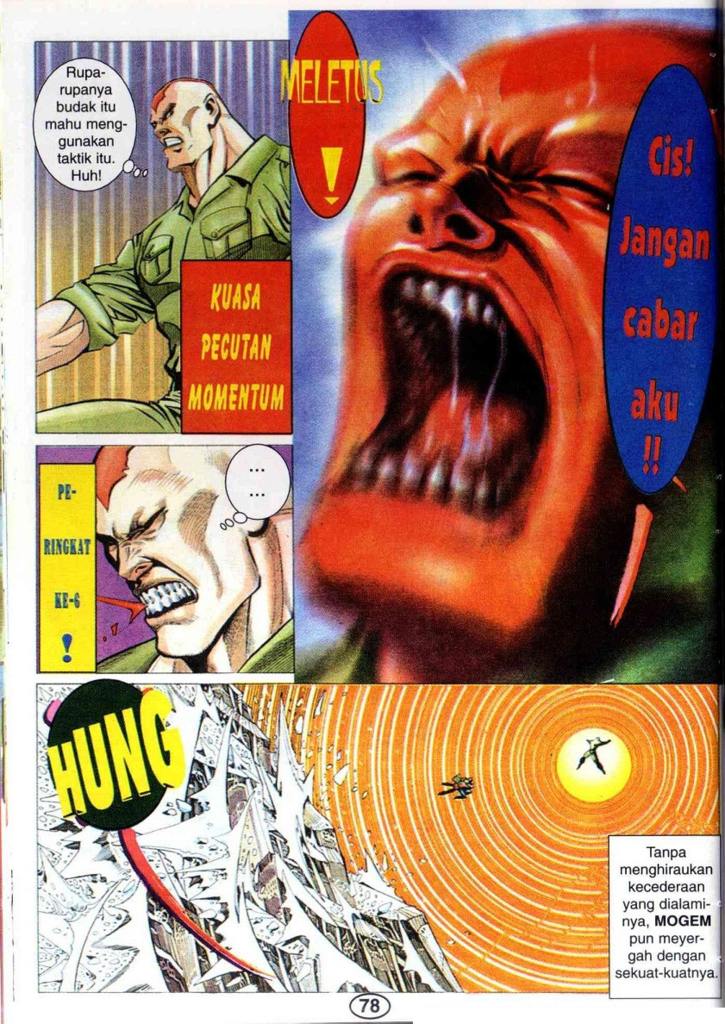 Rupa-
rupanya
budak itu
mahu meng-
gunakan
taktik itu.
Huh!
KUASA
PECUTAN
MOMENTUM
MELETUS
!
Cis!
Jangan
cabar
aku
!!
PE-
RINGKAT
KE-6
!
...
...
HUNG
Tanpa
menghiraukan
kecederaan
yang dialami-
nya, MOGEM
pun meyer-
gah dengan
sekuat-kuatnya.
78